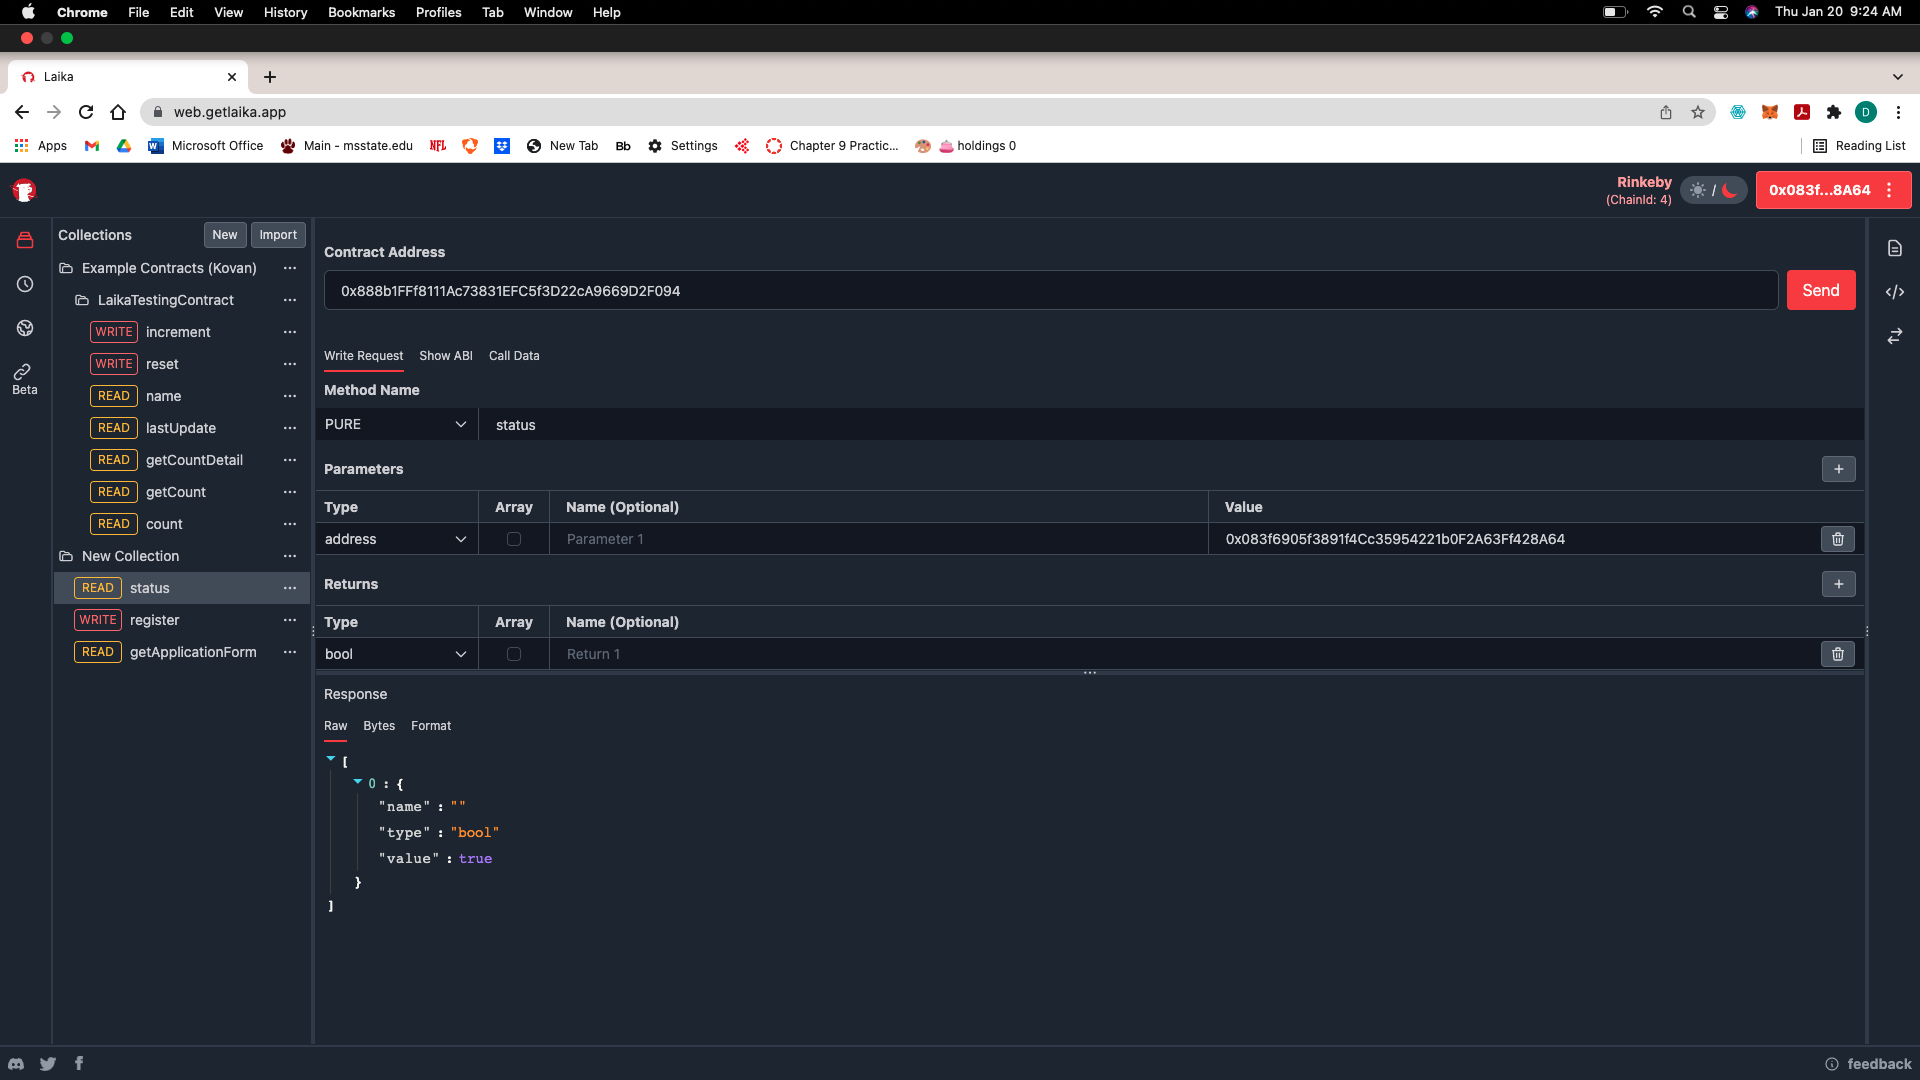 Chrome File Edit View History Bookmarks Profiles Tab Window Help Thu Jan 20 9:24 AM
Laika
web.getlaika.app D
Apps Microsoft Office Main - msstate.edu NFL New Tab Bb Settings Chapter 9 Practic... holdings 0 Reading List
Rinkeby
(ChainId: 4) / 0x083f...8A64
Collections New Import
Example Contracts (Kovan)
LaikaTestingContract
WRITE increment
WRITE reset
READ name
READ lastUpdate
READ getCountDetail
READ getCount
READ count
New Collection
READ status
WRITE register
READ getApplicationForm
Beta
Contract Address
0x888b1FFf8111Ac73831EFC5f3D22cA9669D2F094 Send
Write Request Show ABI Call Data
Method Name
PURE status
Parameters +
Type Array Name (Optional) Value
address Parameter 1 0x083f6905f3891f4Cc35954221b0F2A63Ff428A64
Returns +
Type Array Name (Optional)
bool Return 1
Response
Raw Bytes Format
[
0 : {
"name" : ""
"type" : "bool"
"value" : true
}
]
feedback